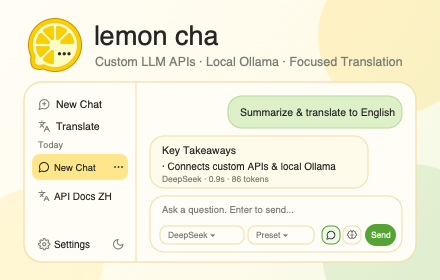 lemon cha
Custom LLM APIs · Local Ollama · Focused Translation
New Chat
Translate
Today
New Chat
API Docs ZH
Settings
Summarize & translate to English
Key Takeaways
· Connects custom APIs & local Ollama
DeepSeek · 0.9s · 86 tokens
Ask a question. Enter to send...
DeepSeek
Preset
Send